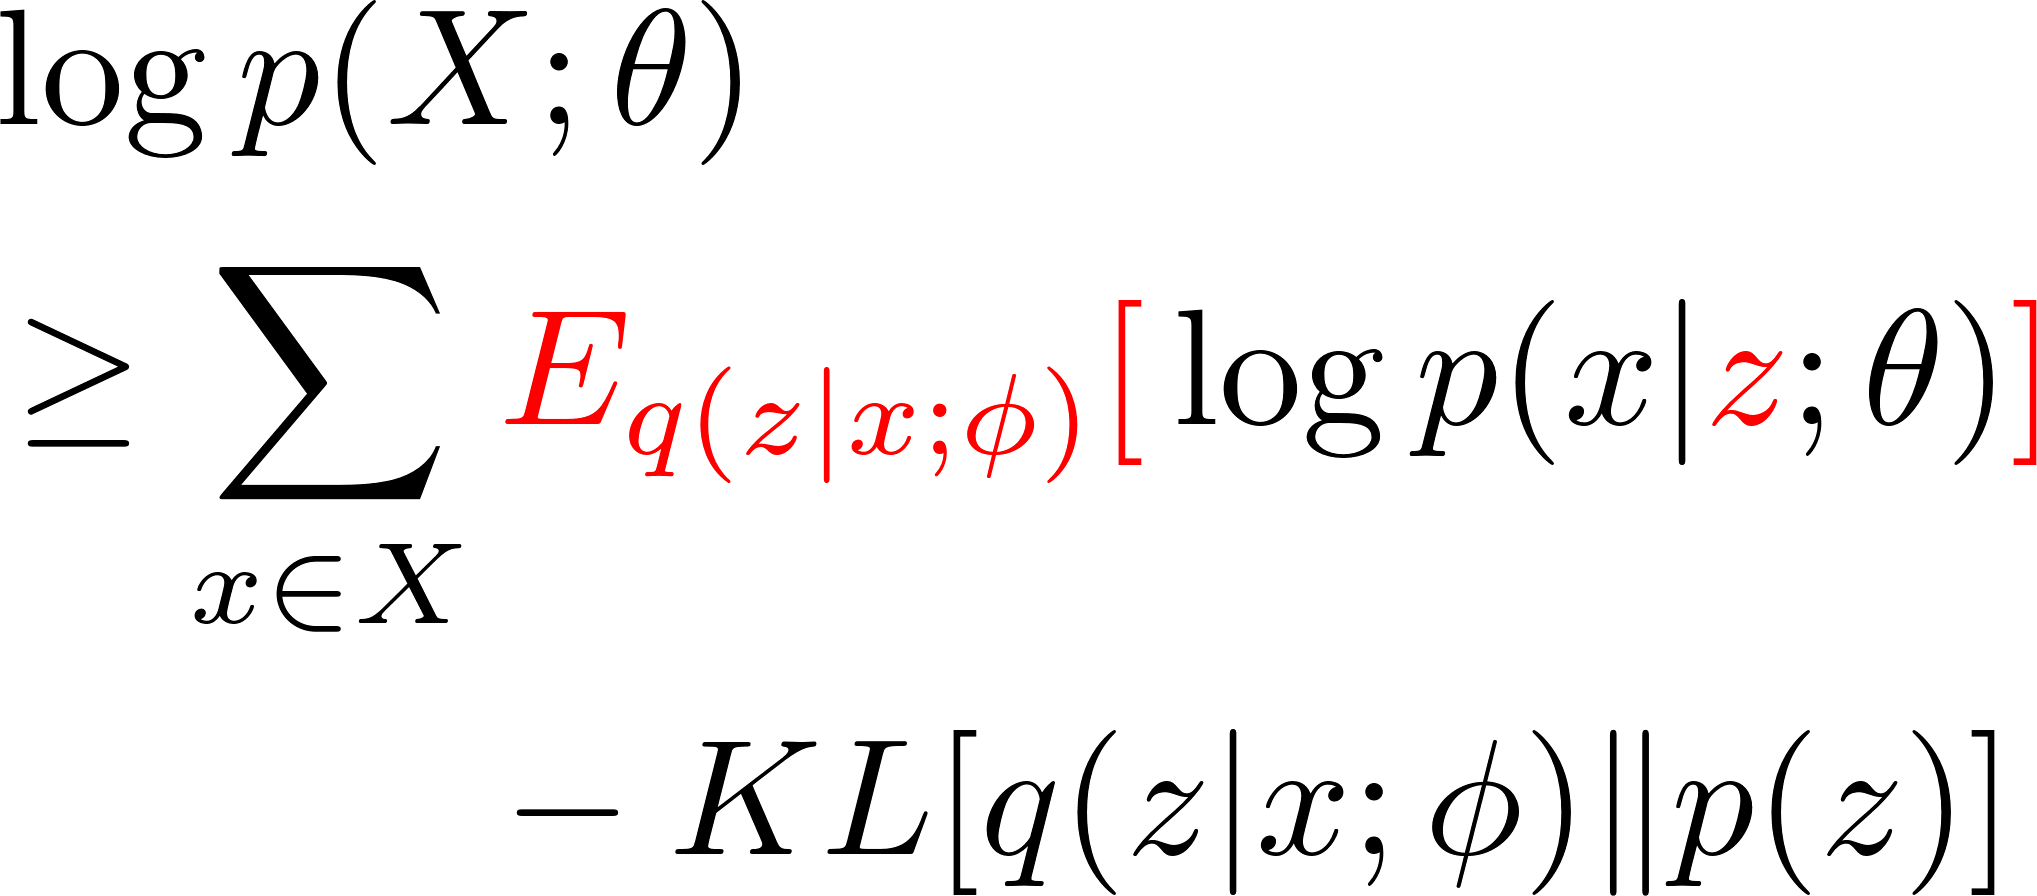 log p(X; θ)
≥ ∑ E_{q(z|x;ϕ)}[ log p(x|z; θ)]
x∈X
− KL[q(z|x; ϕ)∥p(z)]